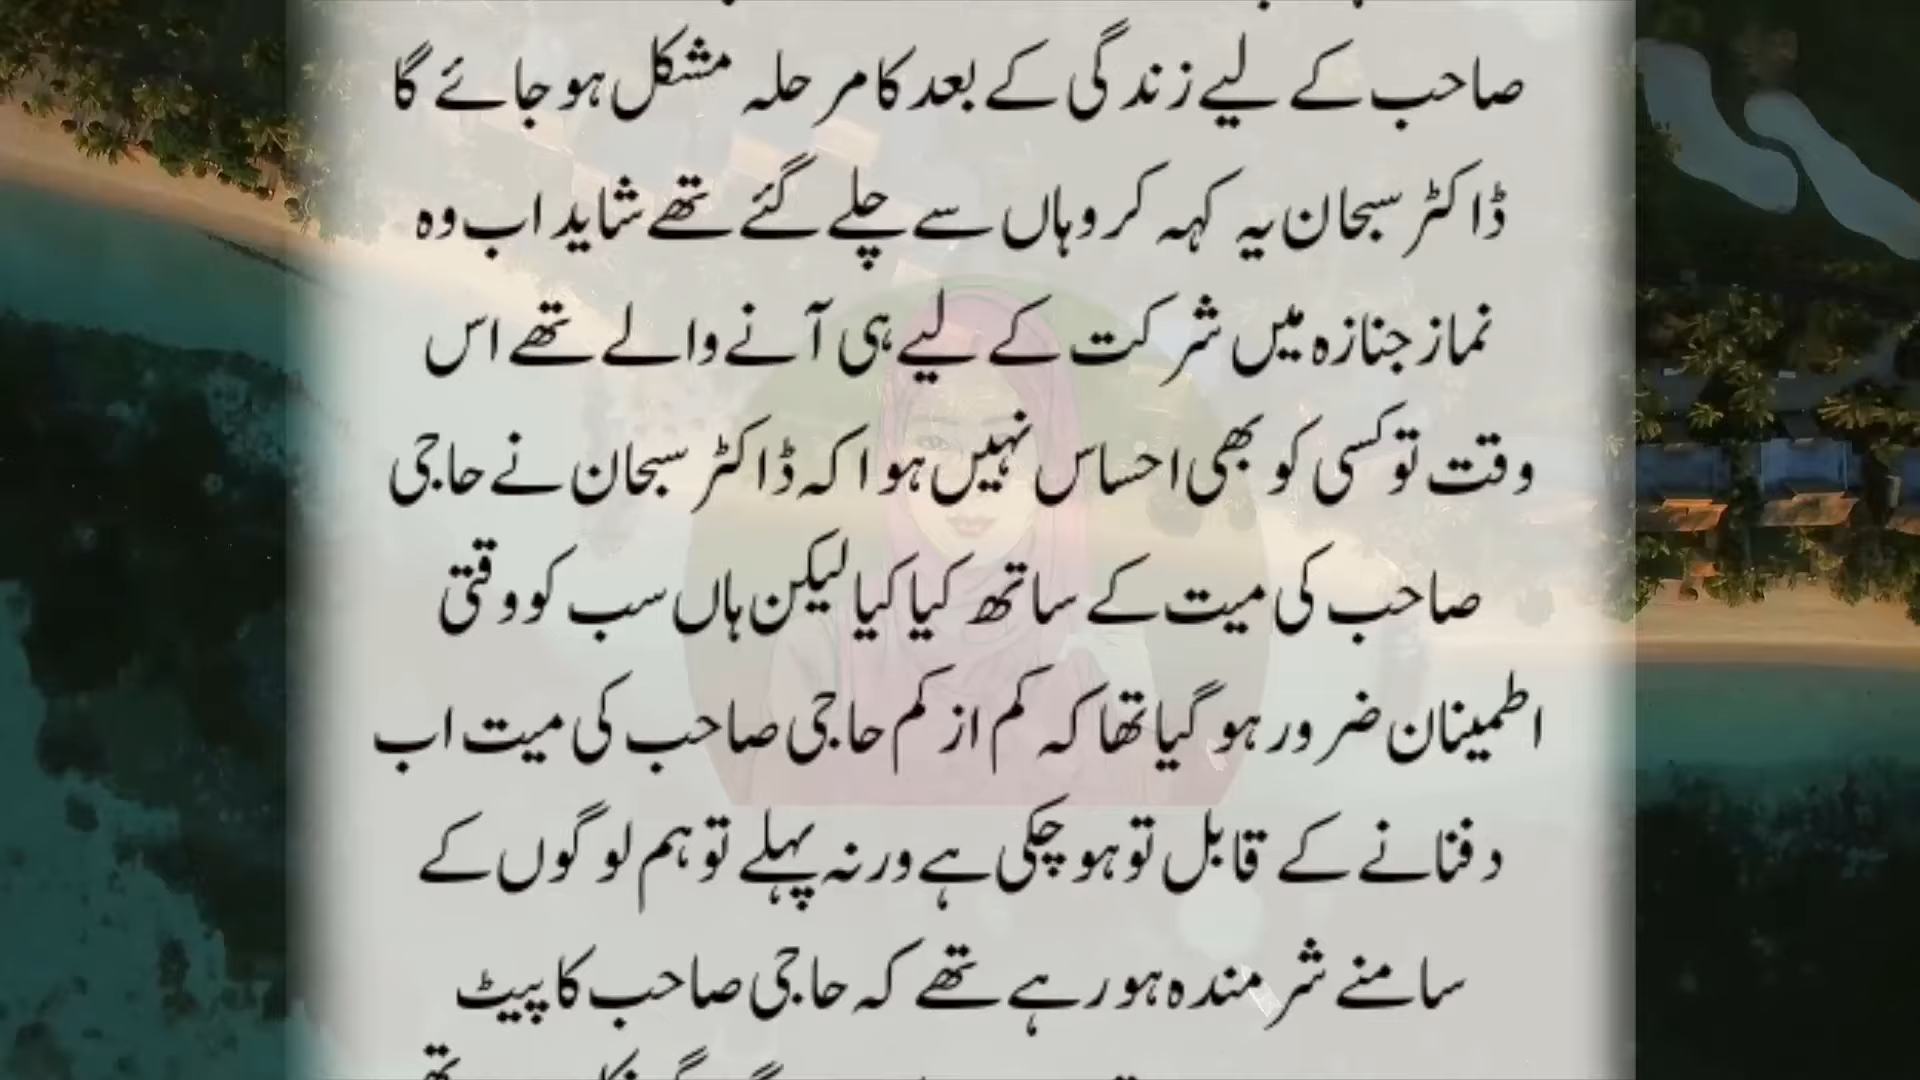 صاحب کے لیے زندگی کے بعد کا مرحلہ مشکل ہو جائے گا
ڈاکٹر سبحان یہ کہہ کر وہاں سے چلے گئے تھے شاید اب وہ
نماز جنازہ میں شرکت کے لیے ہی آنے والے تھے اس
وقت تو کسی کو بھی احساس نہیں ہوا کہ ڈاکٹر سبحان نے حاجی
صاحب کی میت کے ساتھ کیا کیا لیکن ہاں سب کو وقتی
اطمینان ضرور ہو گیا تھا کہ کم از کم حاجی صاحب کی میت اب
دفنانے کے قابل تو ہو چکی ہے ورنہ پہلے تو ہم لوگوں کے
سامنے شرمندہ ہو رہے تھے کہ حاجی صاحب کا پیٹ